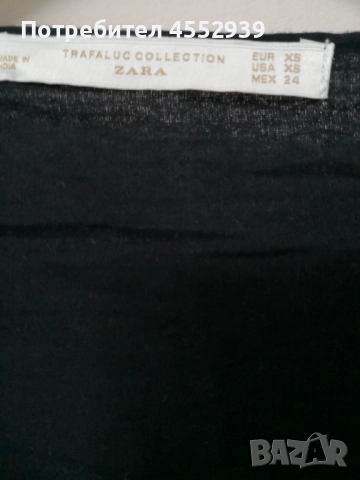 Потребител 4552939
MADE IN
TRAFALUC COLLECTION
ZARA
EUR XS
USA XS
MEX 24
BAZAR